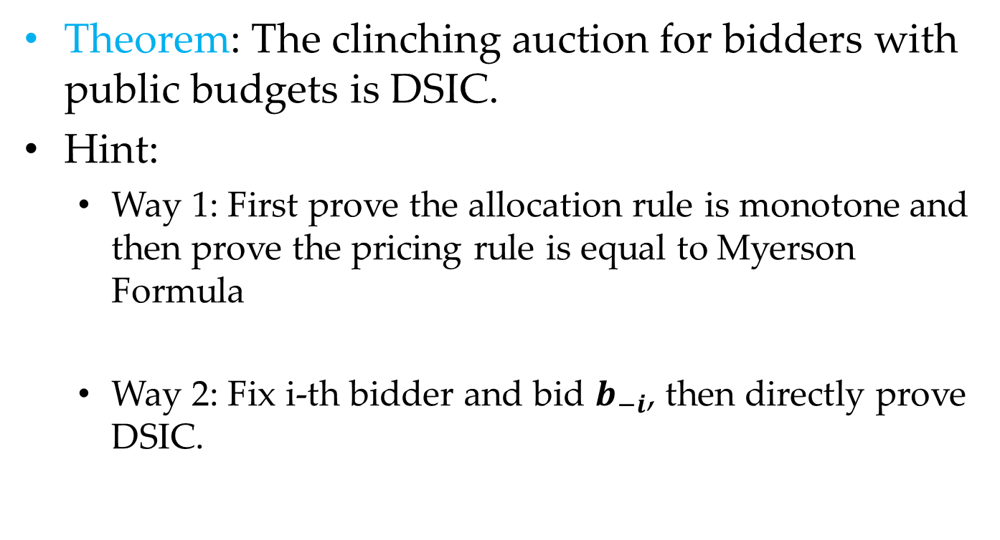 • Theorem: The clinching auction for bidders with
public budgets is DSIC.
• Hint:
• Way 1: First prove the allocation rule is monotone and
then prove the pricing rule is equal to Myerson
Formula
• Way 2: Fix i-th bidder and bid b₋ᵢ, then directly prove
DSIC.